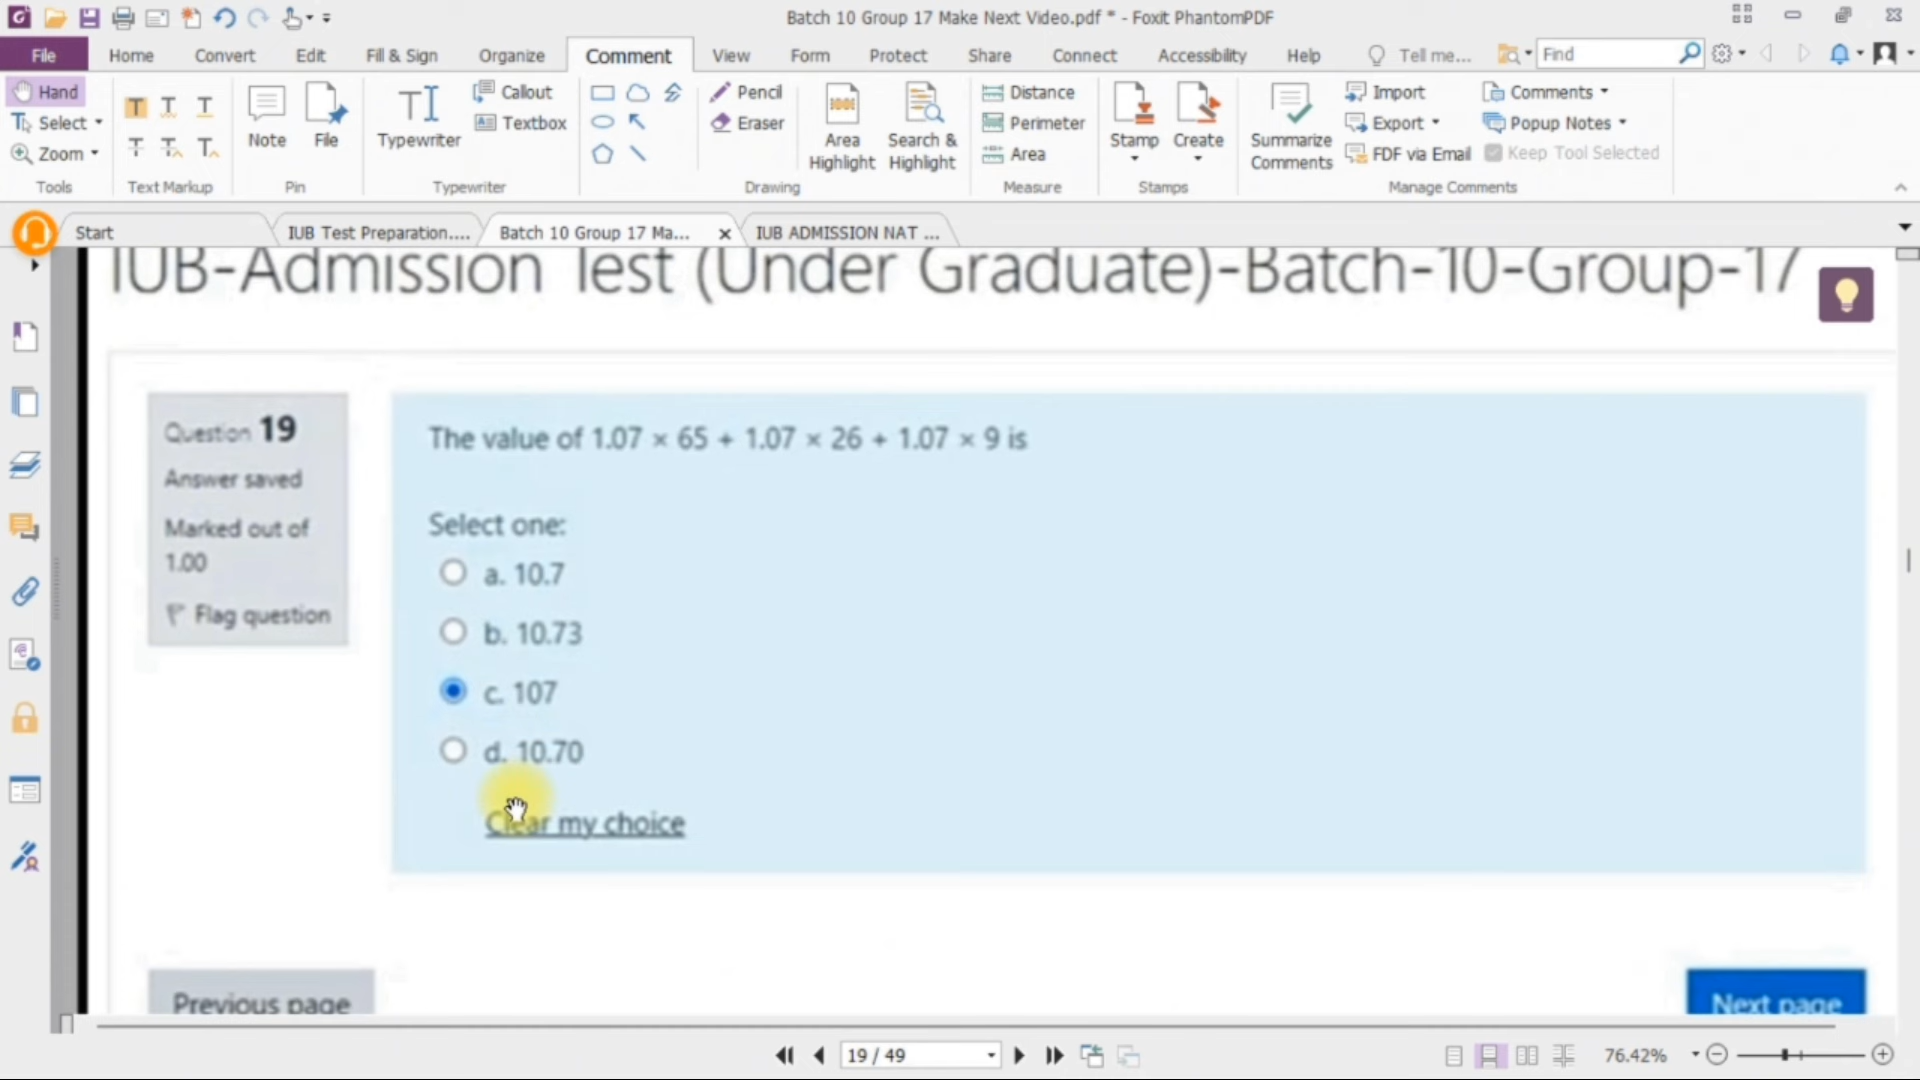 Batch 10 Group 17 Make Next Video.pdf * - Foxit PhantomPDF
File Home Convert Edit Fill & Sign Organize Comment View Form Protect Share Connect Accessibility Help Tell me... Find
Hand
Select
Zoom
Tools
Text Markup
Note File
Pin
Typewriter
Callout
Textbox
Typewriter
Pencil
Eraser
Area Highlight
Search & Highlight
Drawing
Distance
Perimeter
Area
Measure
Stamp Create
Stamps
Summarize Comments
Import
Export
FDF via Email
Comments
Popup Notes
Keep Tool Selected
Manage Comments
Start IUB Test Preparation.... Batch 10 Group 17 Ma... IUB ADMISSION NAT ...
IUB-Admission Test (Under Graduate)-Batch-10-Group-17
Question 19
Answer saved
Marked out of
1.00
Flag question
The value of 1.07 × 65 + 1.07 × 26 + 1.07 × 9 is
Select one:
a. 10.7
b. 10.73
c. 107
d. 10.70
Clear my choice
Previous page Next page
19 / 49 76.42%